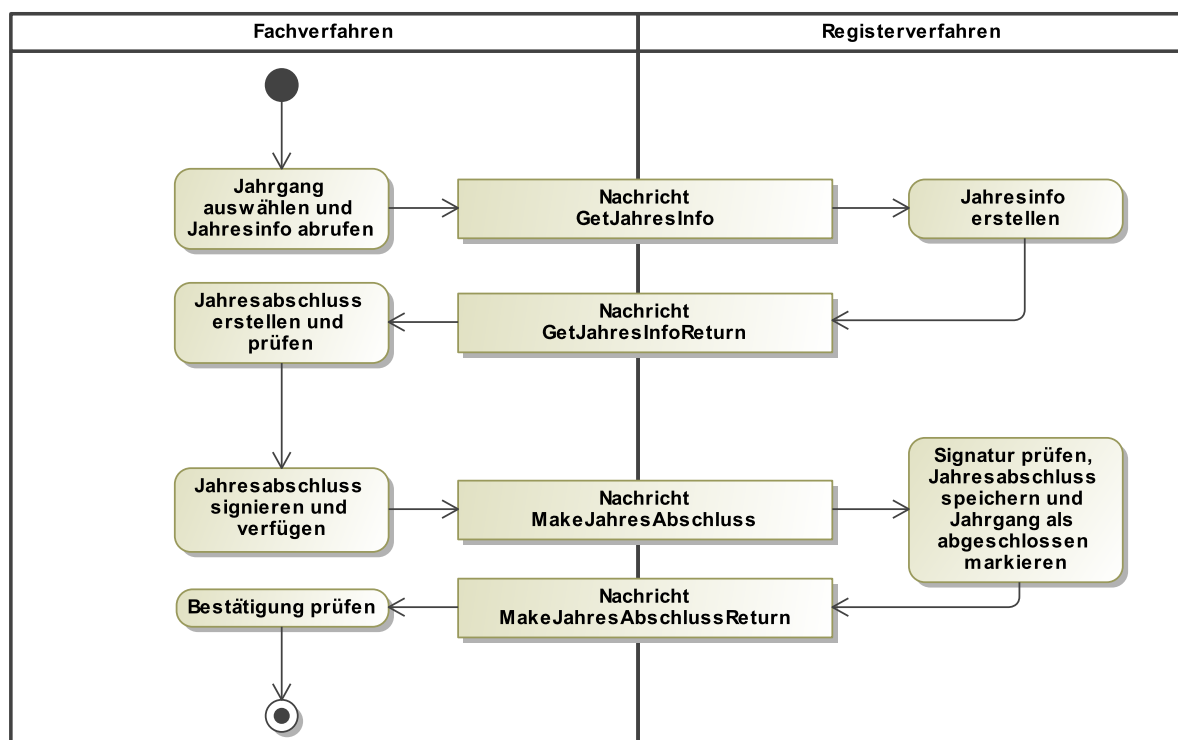 Fachverfahren
Registerverfahren
Jahrgang
auswählen und
Jahresinfo abrufen
Nachricht
GetJahresInfo
Jahresinfo
erstellen
Jahresabschluss
erstellen und
prüfen
Nachricht
GetJahresInfoReturn
Jahresabschluss
signieren und
verfügen
Nachricht
MakeJahresAbschluss
Signatur prüfen,
Jahresabschluss
speichern und
Jahrgang als
abgeschlossen
markieren
Bestätigung prüfen
Nachricht
MakeJahresAbschlussReturn